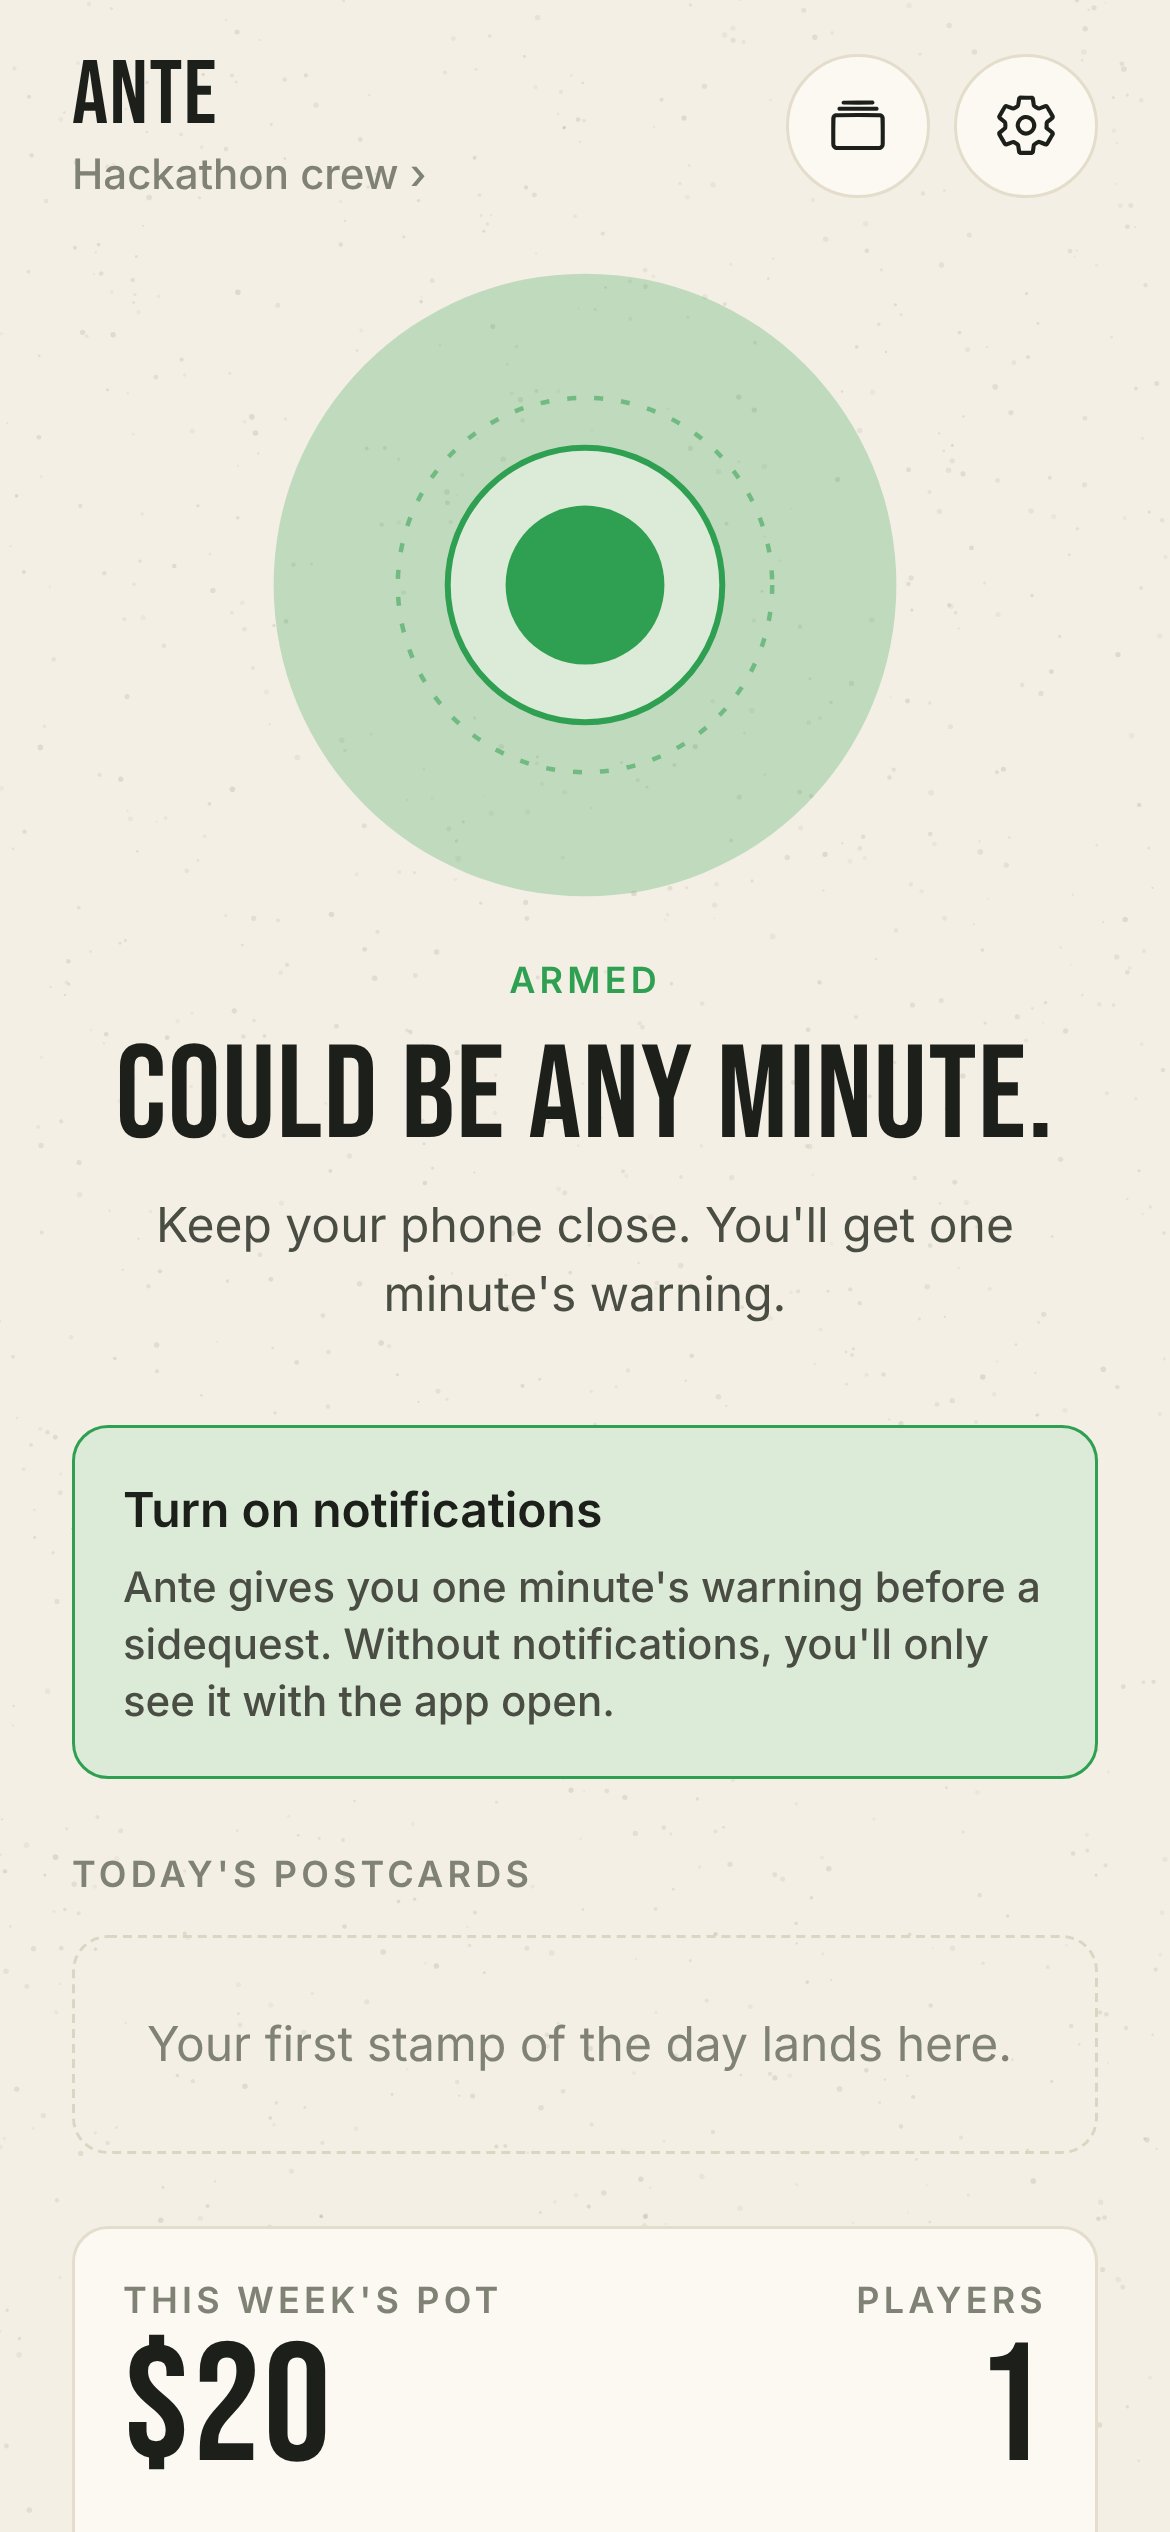 ANTE
Hackathon crew ›
ARMED
COULD BE ANY MINUTE.
Keep your phone close. You'll get one
minute's warning.
Turn on notifications
Ante gives you one minute's warning before a
sidequest. Without notifications, you'll only
see it with the app open.
TODAY'S POSTCARDS
Your first stamp of the day lands here.
THIS WEEK'S POT
PLAYERS
$20
1